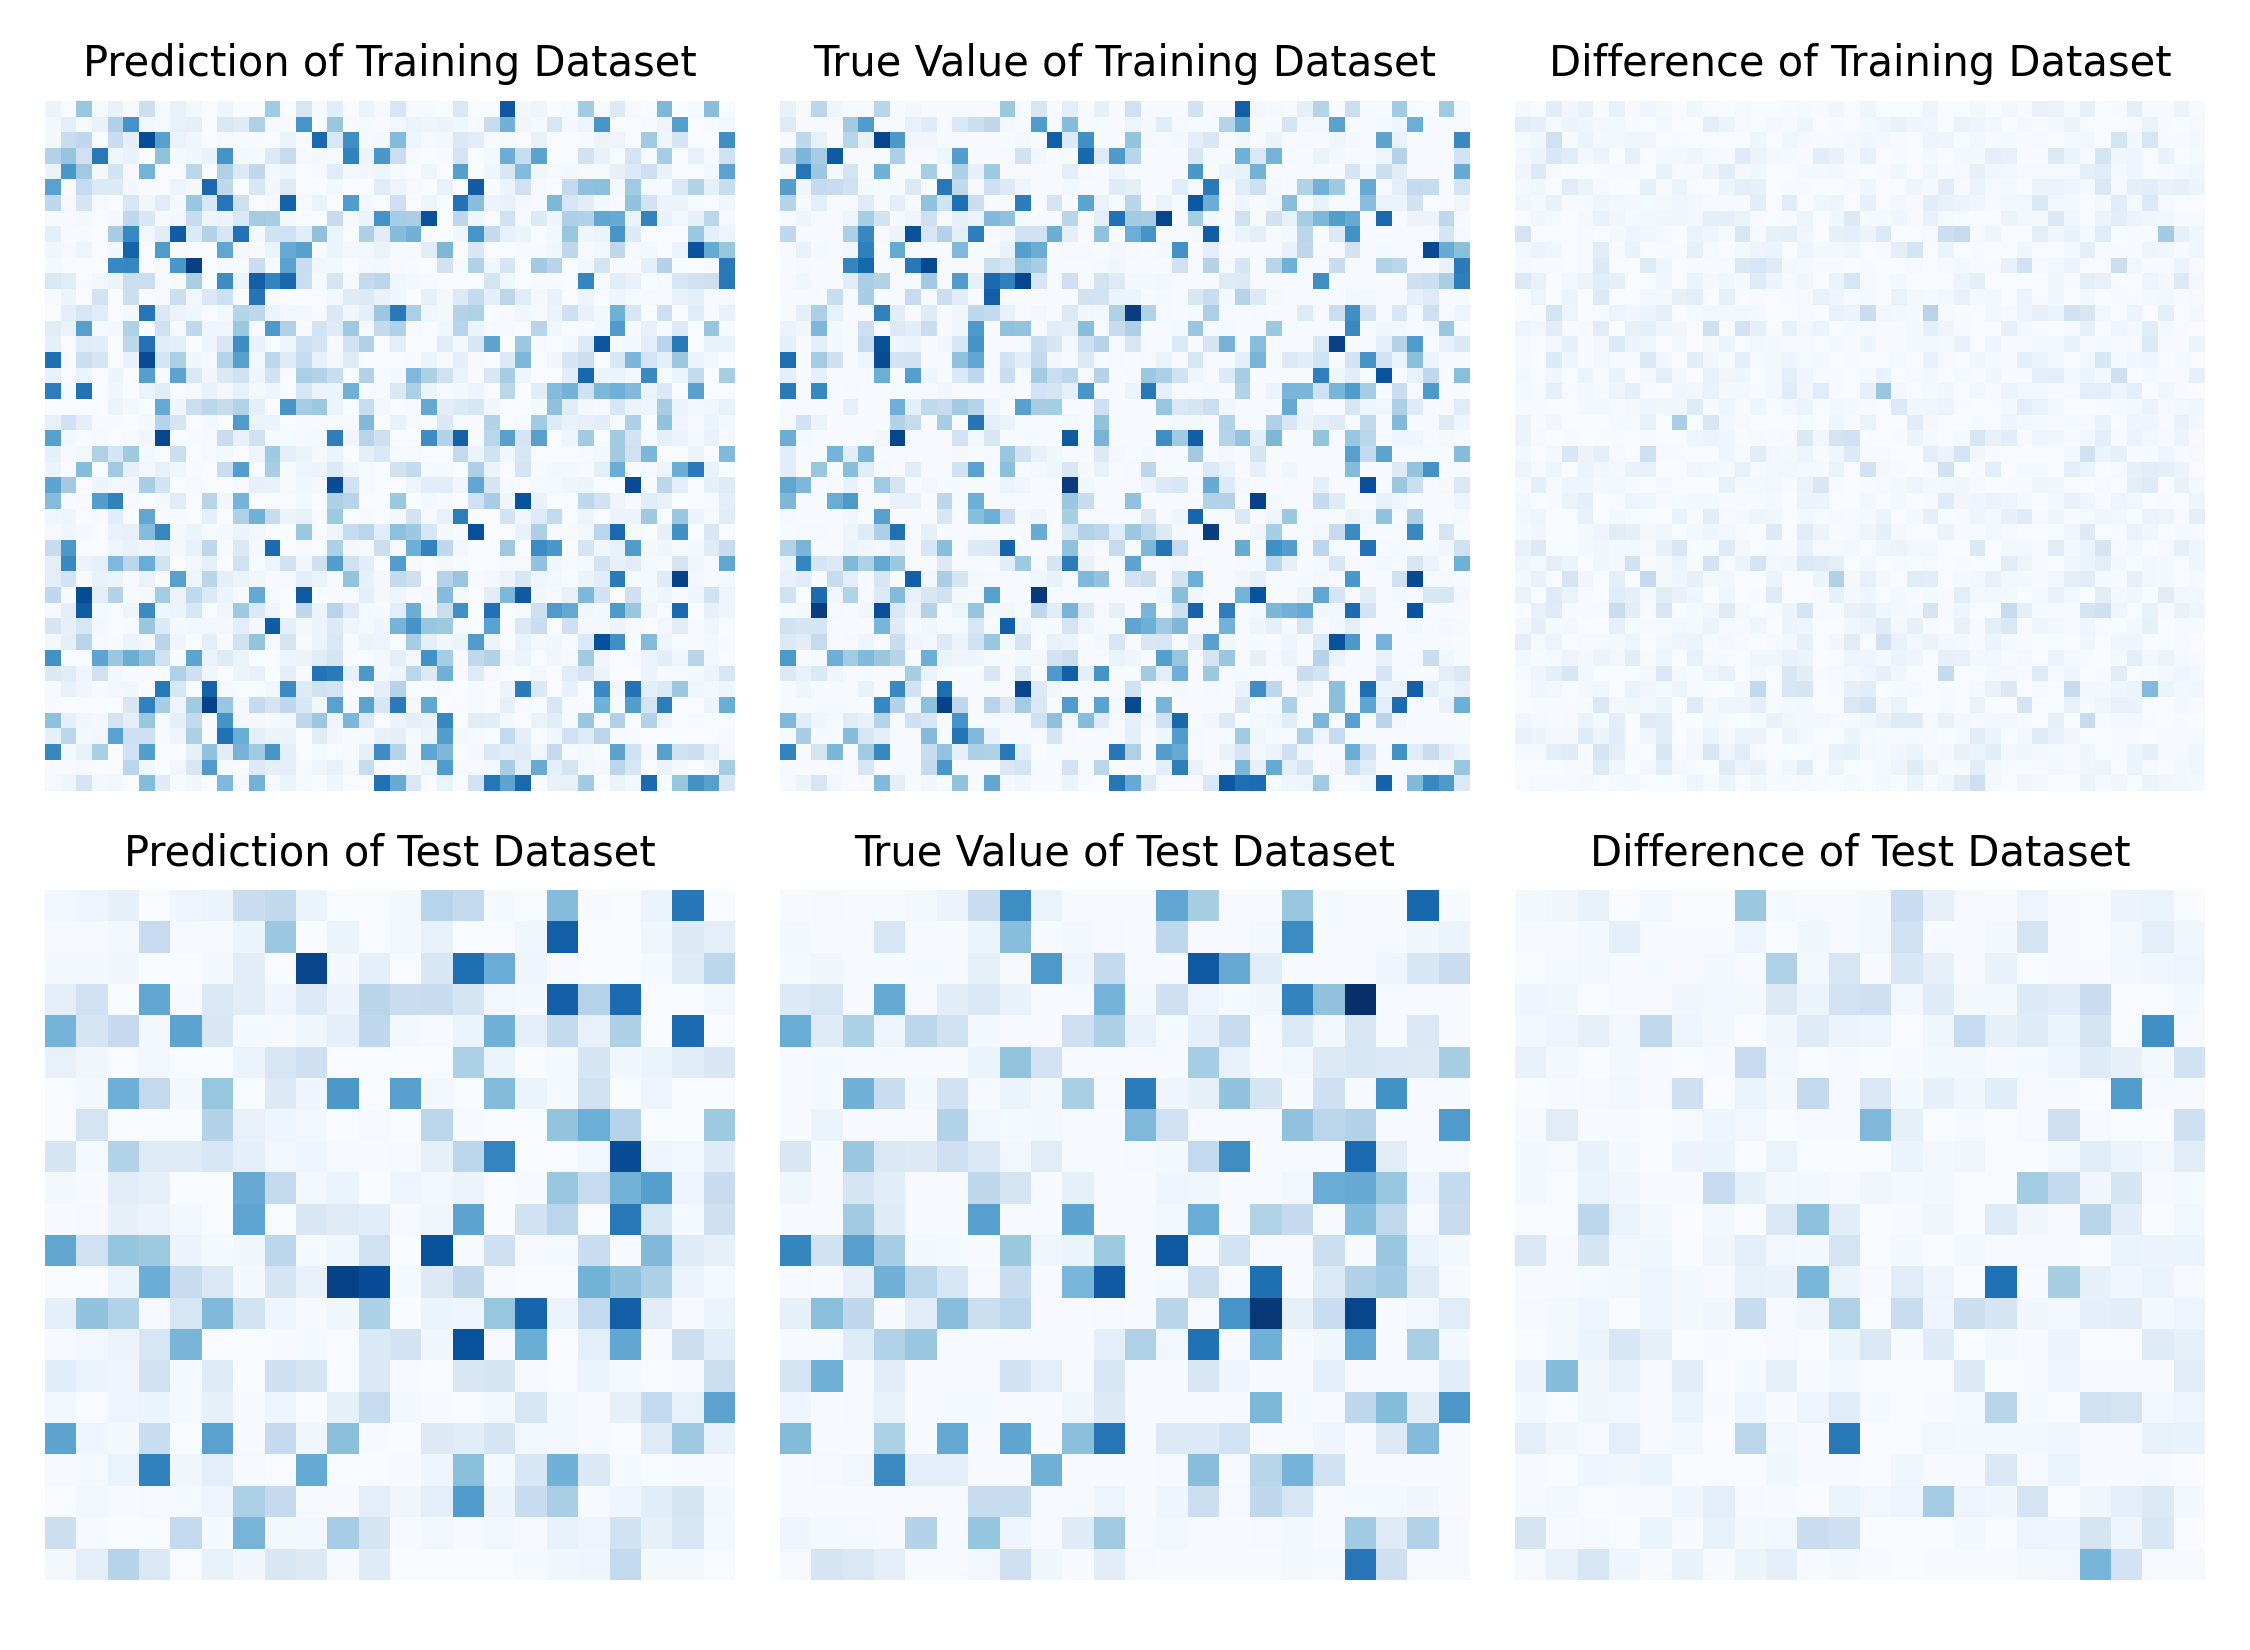 Prediction of Training Dataset
True Value of Training Dataset
Difference of Training Dataset
Prediction of Test Dataset
True Value of Test Dataset
Difference of Test Dataset